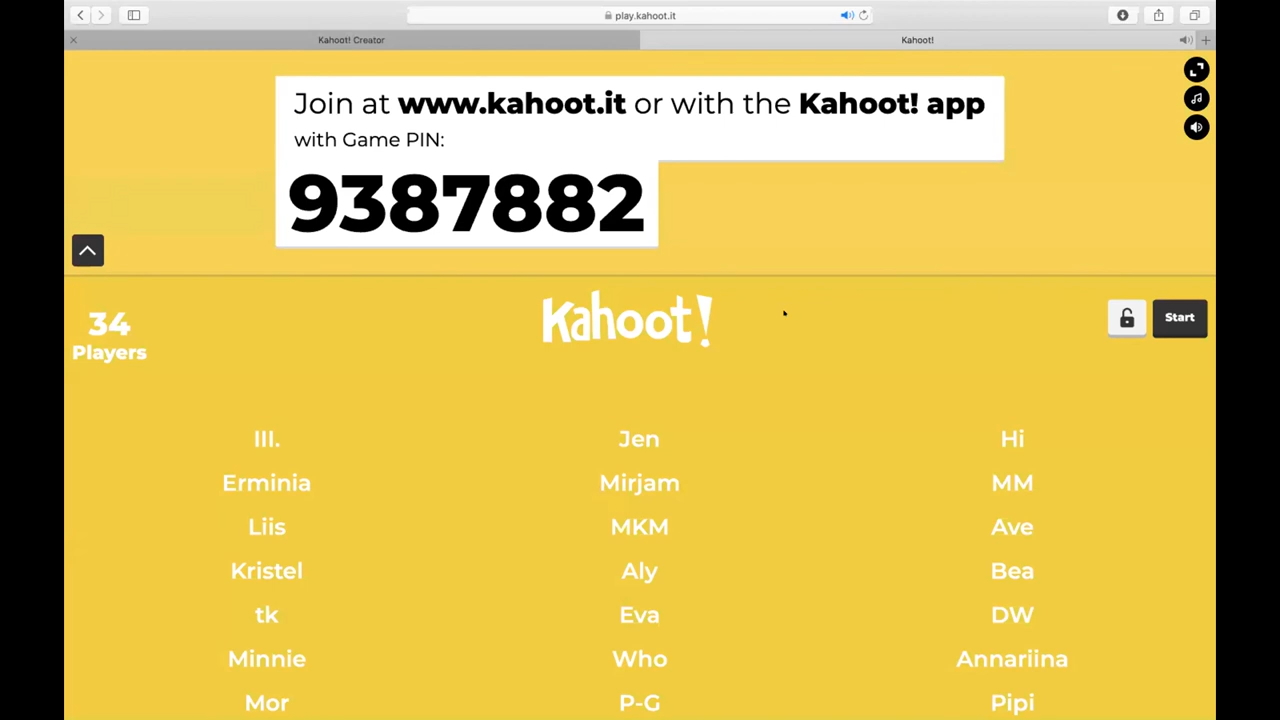 play.kahoot.it
Kahoot! Creator
Kahoot!
Join at www.kahoot.it or with the Kahoot! app
with Game PIN:
9387882
34
Players
Kahoot!
Start
III.
Jen
Hi
Erminia
Mirjam
MM
Liis
MKM
Ave
Kristel
Aly
Bea
tk
Eva
DW
Minnie
Who
Annariina
Mor
P-G
Pipi